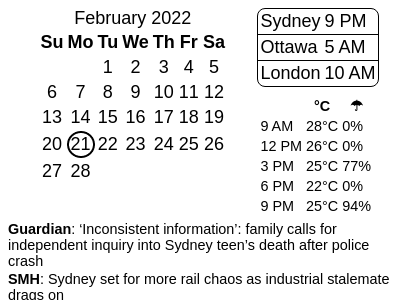 February 2022
Su Mo Tu We Th Fr Sa
1 2 3 4 5
6 7 8 9 10 11 12
13 14 15 16 17 18 19
20 21 22 23 24 25 26
27 28
Sydney 9 PM
Ottawa 5 AM
London 10 AM
°C ☂
9 AM 28°C 0%
12 PM 26°C 0%
3 PM 25°C 77%
6 PM 22°C 0%
9 PM 25°C 94%
Guardian: ‘Inconsistent information’: family calls for
independent inquiry into Sydney teen’s death after police
crash
SMH: Sydney set for more rail chaos as industrial stalemate
drags on